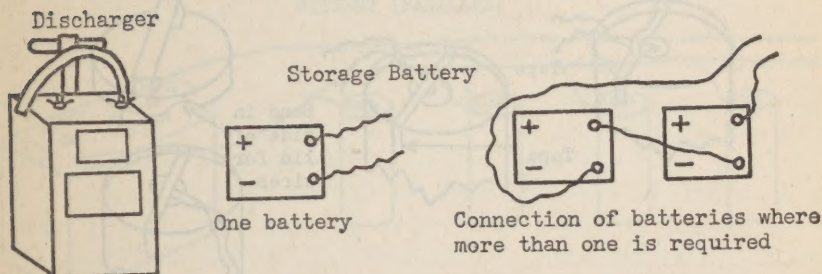 Discharger
Storage Battery
+
−
One battery
+
−
+
−
Connection of batteries where
more than one is required